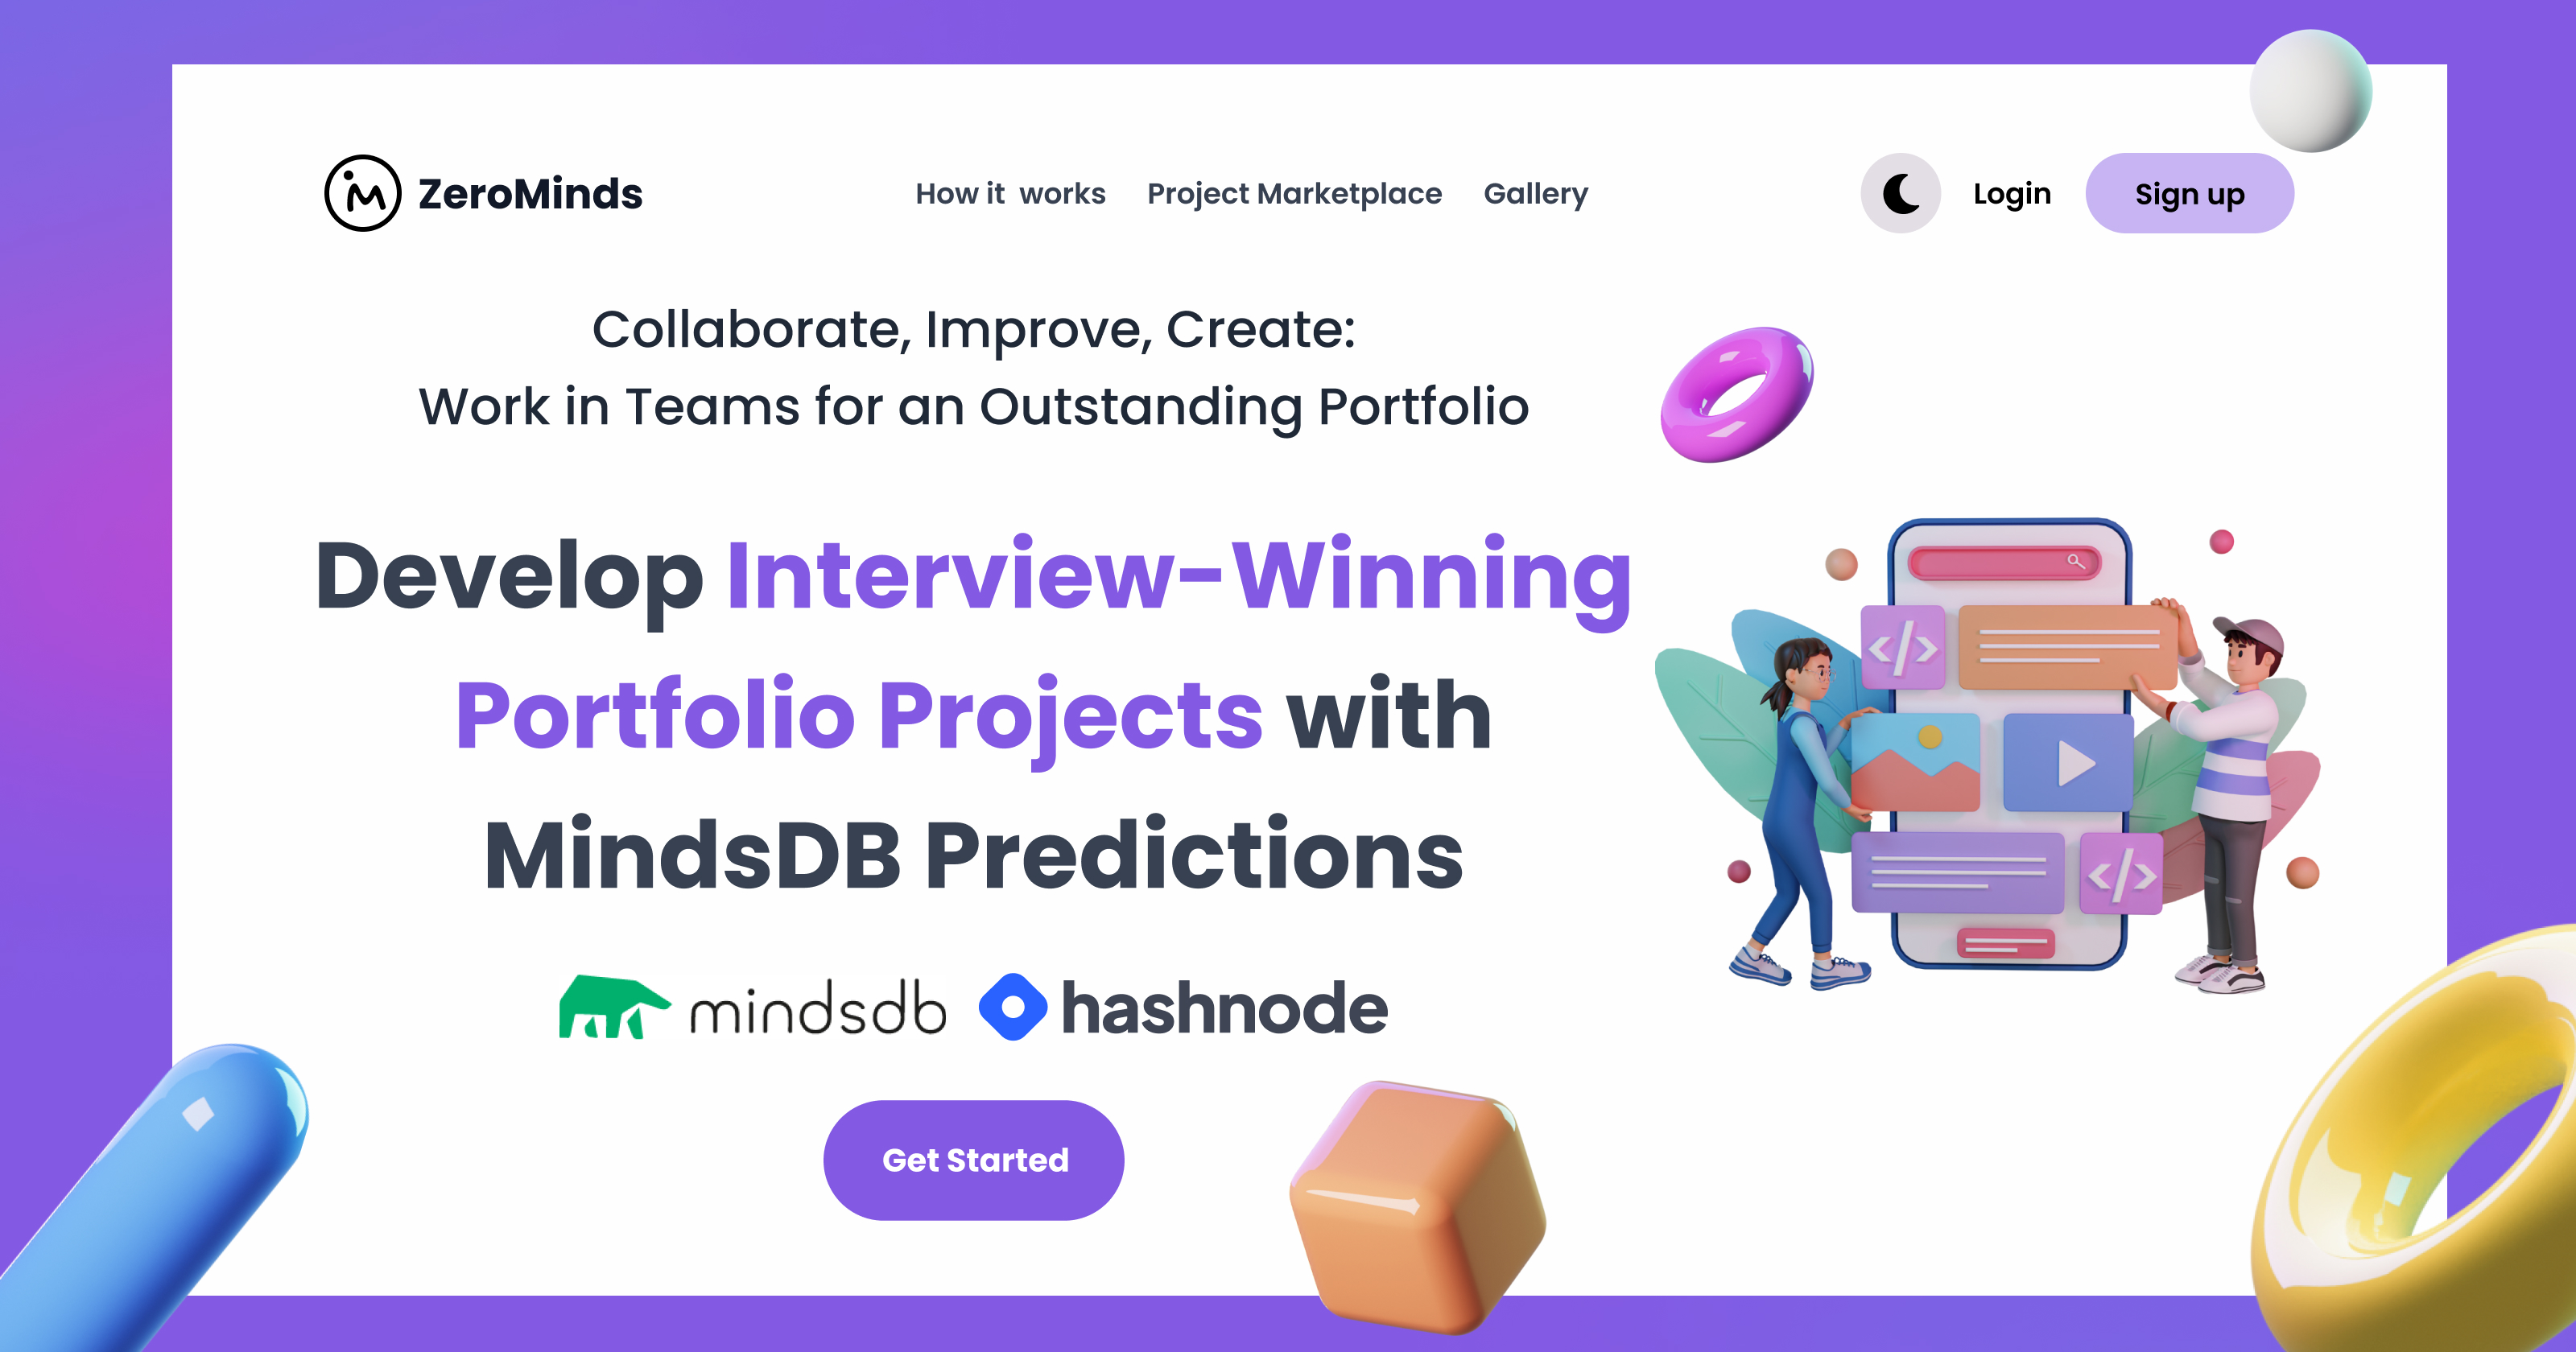 ZeroMinds
How it works
Project Marketplace
Gallery
Login
Sign up
Collaborate, Improve, Create:
Work in Teams for an Outstanding Portfolio
Develop Interview-Winning
Portfolio Projects with
MindsDB Predictions
mindsdb
hashnode
Get Started